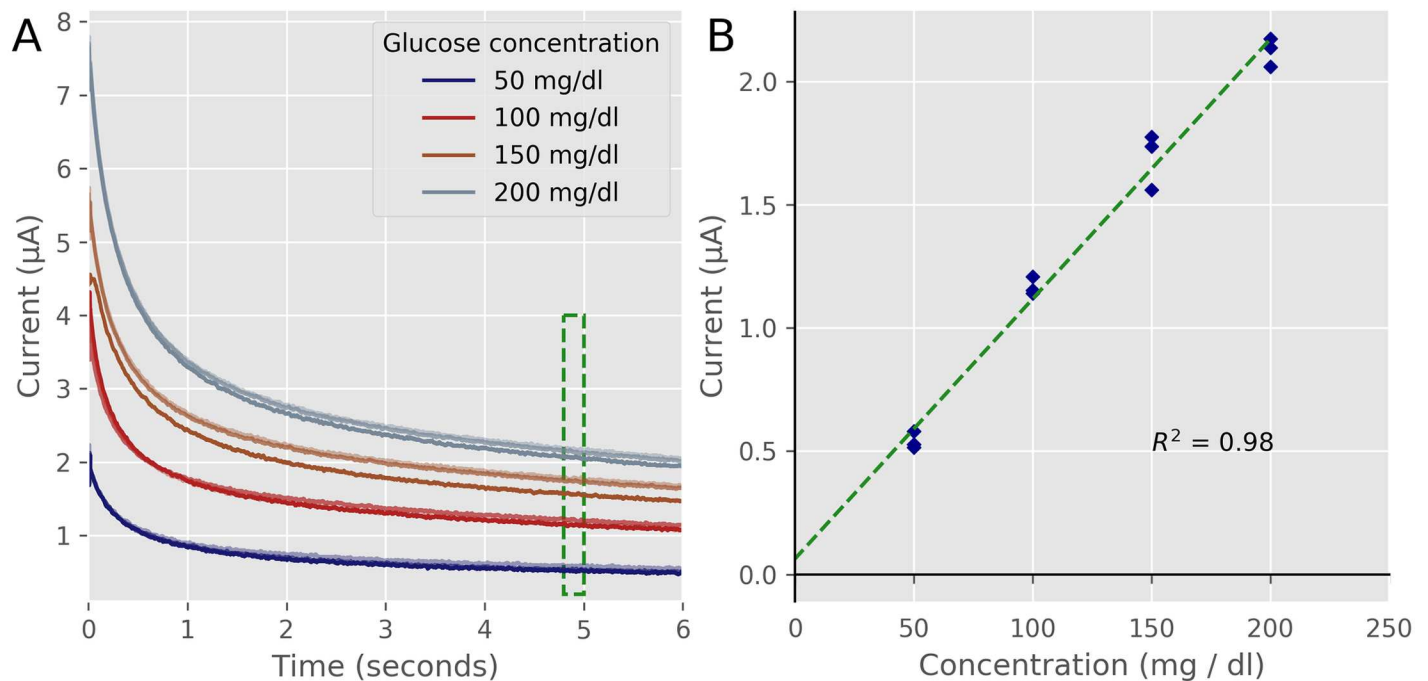 A
8
7
6
5
4
3
2
1
Current (µA)
Glucose concentration
50 mg/dl
100 mg/dl
150 mg/dl
200 mg/dl
0 1 2 3 4 5 6
Time (seconds)
B
2.0
1.5
1.0
0.5
0.0
Current (µA)
R² = 0.98
0 50 100 150 200 250
Concentration (mg / dl)